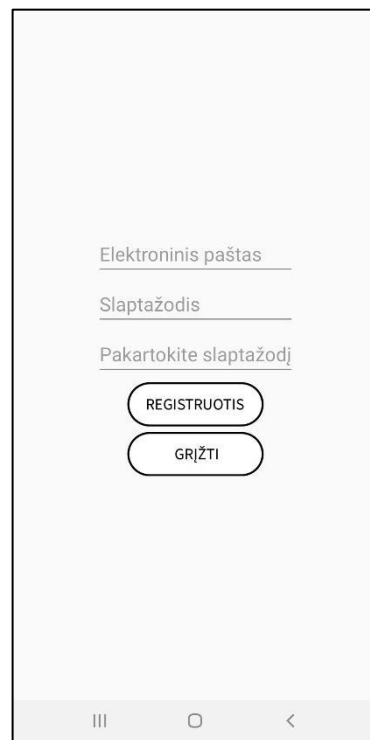 Elektroninis paštas
Slaptažodis
Pakartokite slaptažodį
REGISTRUOTIS
GRĮŽTI